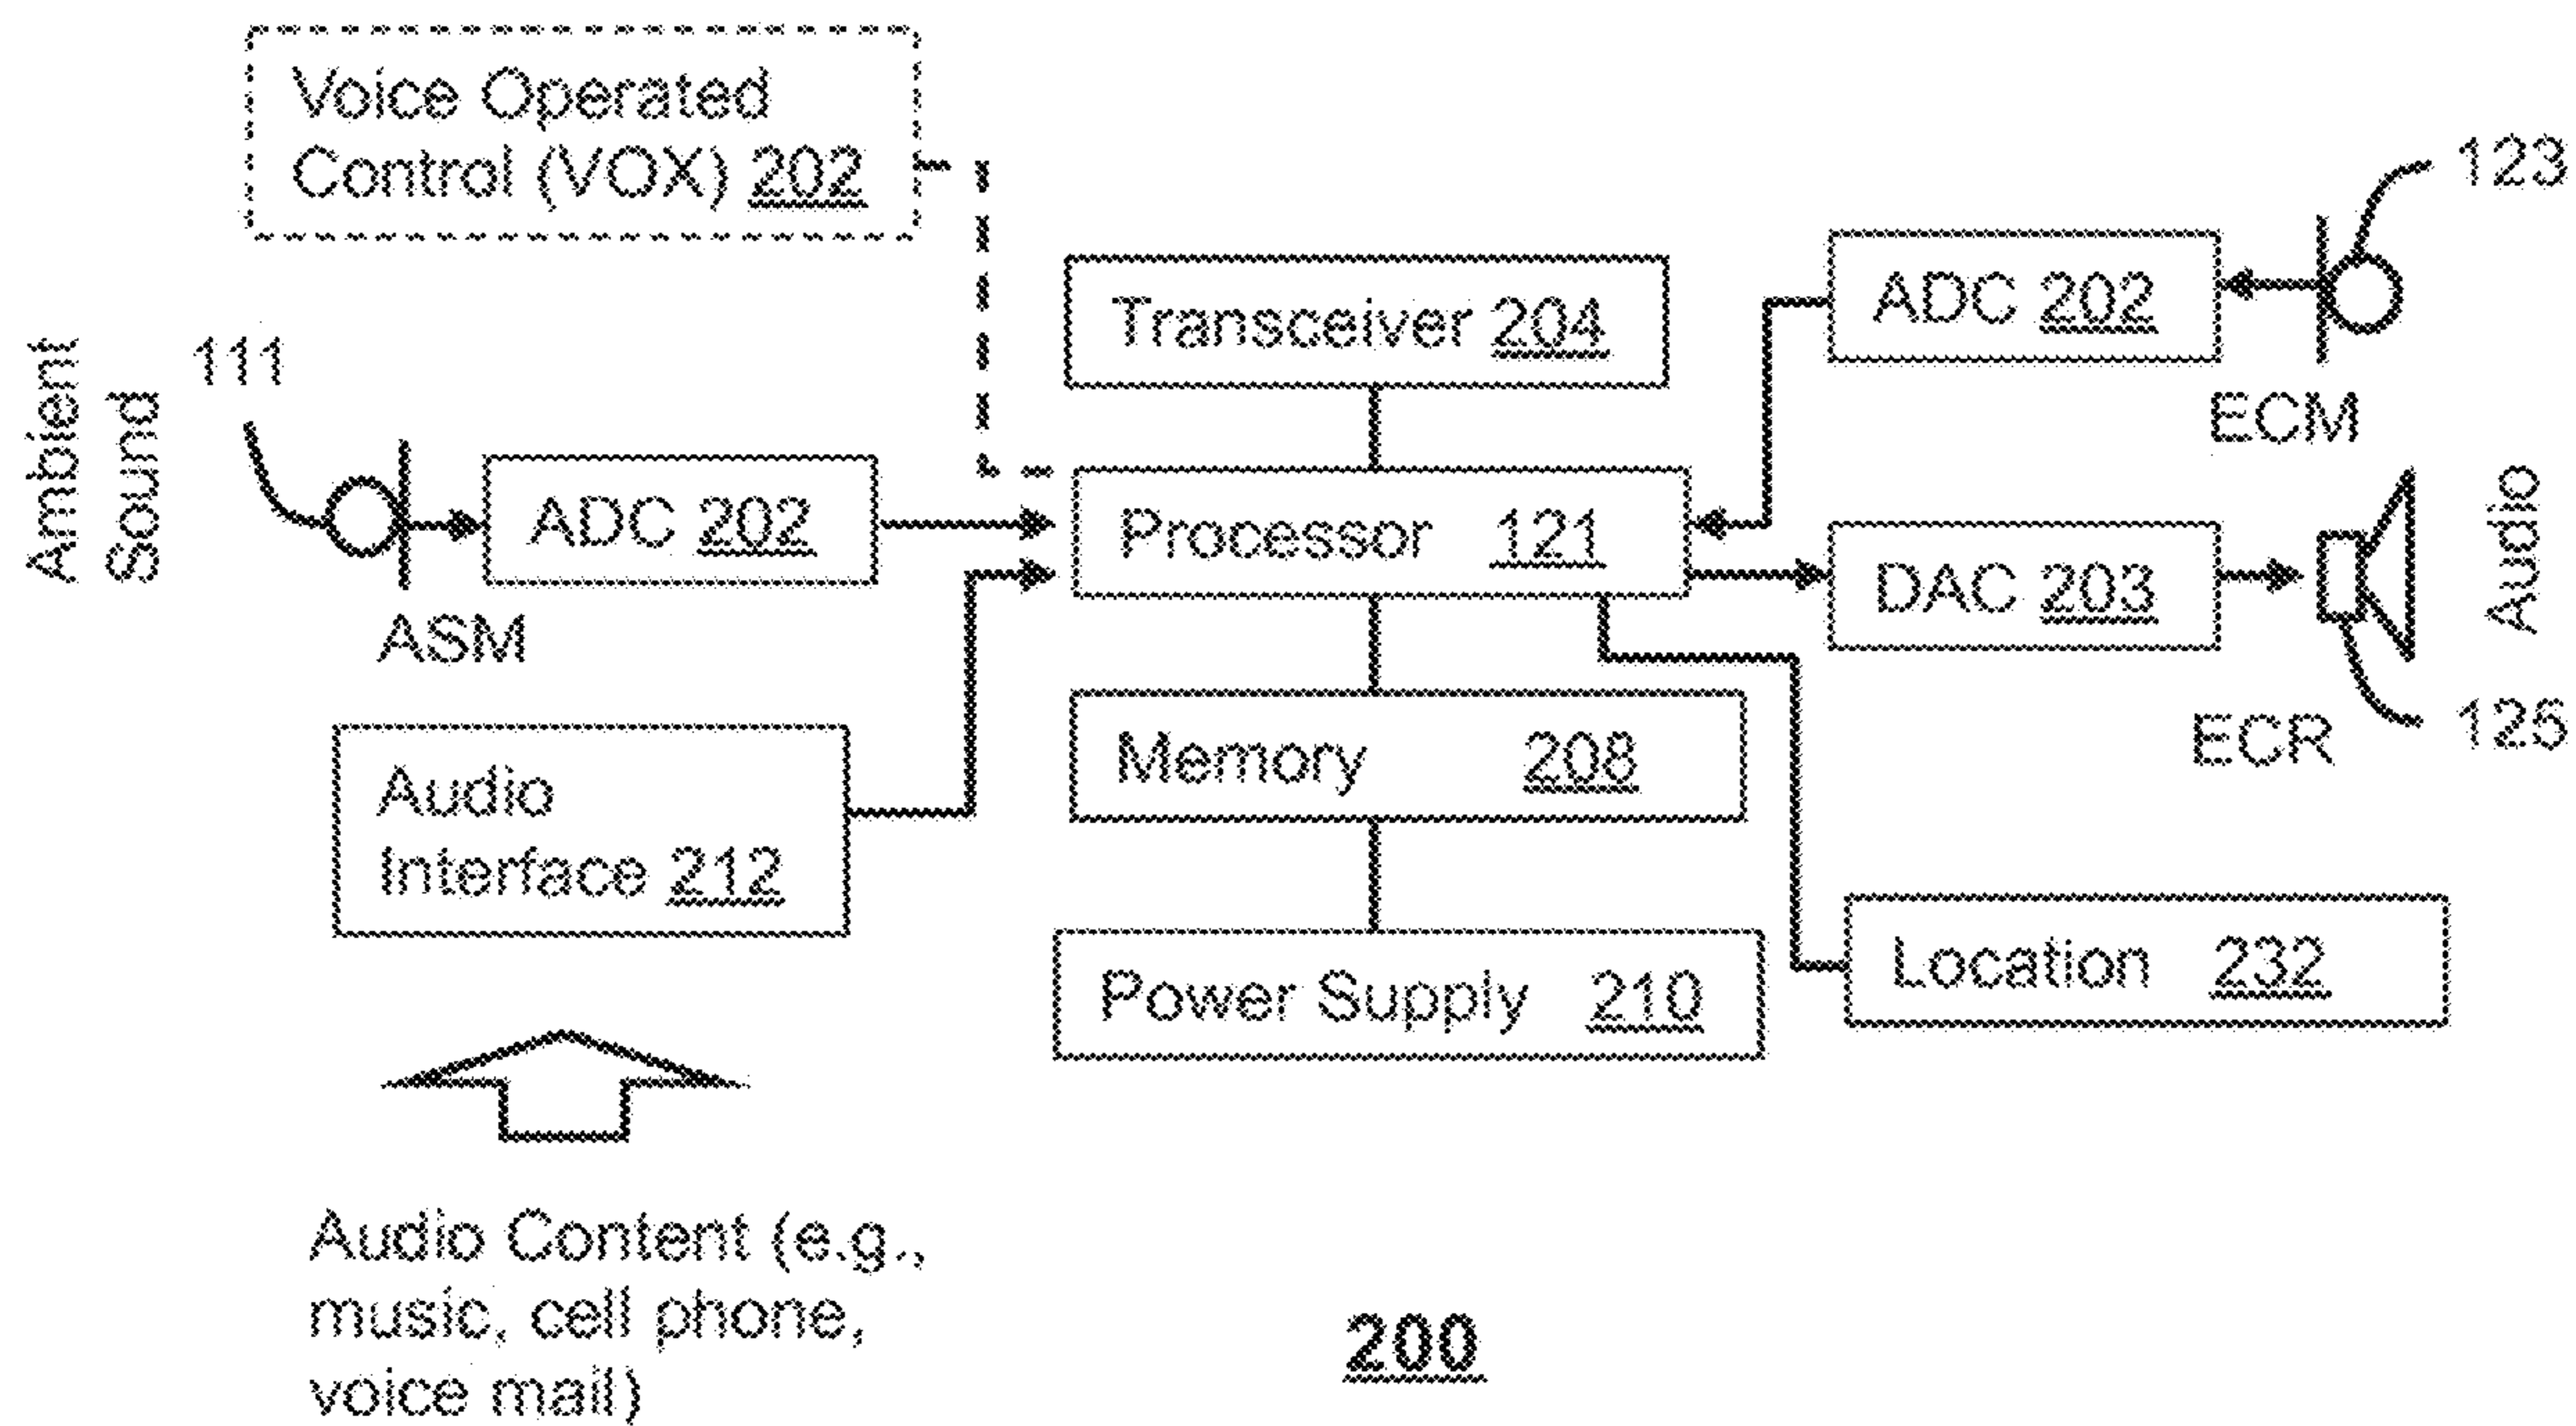 Voice Operated
Control (VOX) 202
123
Transceiver 204
ADC 202
ECM
Ambient
Sound
111
ADC 202
ASM
Processor 121
DAC 203
Audio
ECR
125
Memory 208
Audio
Interface 212
Location 232
Power Supply 210
Audio Content (e.g.,
music, cell phone,
voice mail)
200